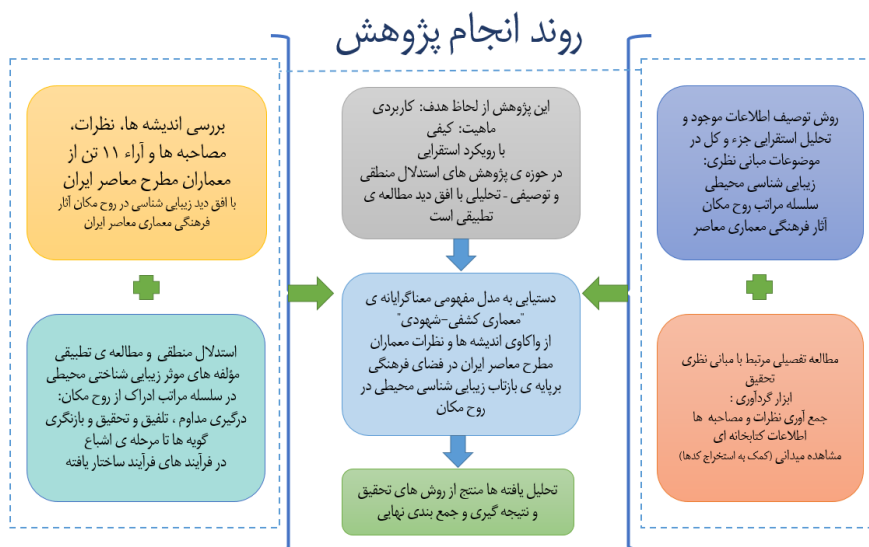 روند انجام پژوهش
روش توصیف اطلاعات موجود و
تحلیل استقرایی جزء و کل در
موضوعات مبانی نظری:
زیبایی شناسی محیطی
سلسله مراتب روح مکان
آثار فرهنگی معماری معاصر
مطالعه تفصیلی مرتبط با مبانی نظری
تحقیق
ابزار گردآوری :
جمع آوری نظرات و مصاحبه ها
اطلاعات کتابخانه ای
مشاهده میدانی (کمک به استخراج کدها)
این پژوهش از لحاظ هدف: کاربردی
ماهیت: کیفی
با رویکرد استقرایی
در حوزه ی پژوهش های استدلال منطقی
و توصیفی - تحلیلی با افق دید مطالعه ی
تطبیقی است
دستیابی به مدل مفهومی معناگرایانه ی
"معماری کشفی-شهودی"
از واکاوی اندیشه ها و نظرات معماران
مطرح معاصر ایران در فضای فرهنگی
برپایه ی بازتاب زیبایی شناسی محیطی در
روح مکان
تحلیل یافته ها منتج از روش های تحقیق
و نتیجه گیری و جمع بندی نهایی
بررسی اندیشه ها، نظرات،
مصاحبه ها و آراء ۱۱ تن از
معماران مطرح معاصر ایران
با افق دید زیبایی شناسی در روح مکان آثار
فرهنگی معماری معاصر ایران
استدلال منطقی و مطالعه ی تطبیقی
مؤلفه های موثر زیبایی شناختی محیطی
در سلسله مراتب ادراک از روح مکان:
درگیری مداوم ، تلفیق و تحقیق و بازنگری
گویه ها تا مرحله ی اشباع
در فرآیند های فرآیند ساختار یافته